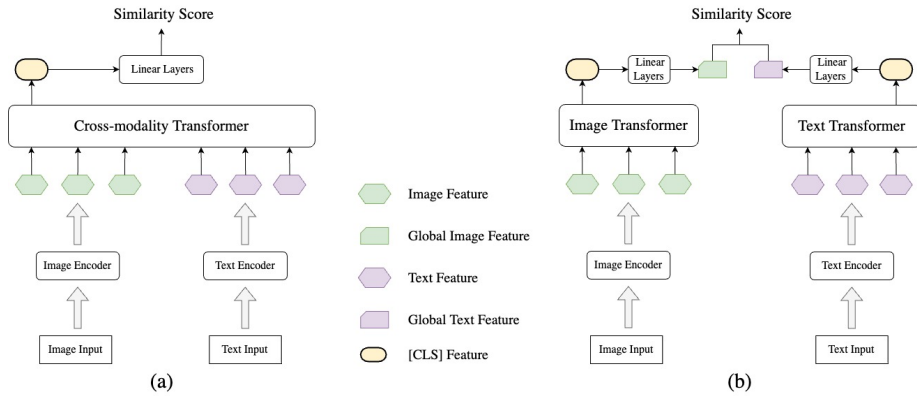 Similarity Score
Linear Layers
Cross-modality Transformer
Image Encoder
Text Encoder
Image Input
Text Input
(a)
Image Feature
Global Image Feature
Text Feature
Global Text Feature
[CLS] Feature
Similarity Score
Linear
Layers
Linear
Layers
Image Transformer
Text Transformer
Image Encoder
Text Encoder
Image Input
Text Input
(b)